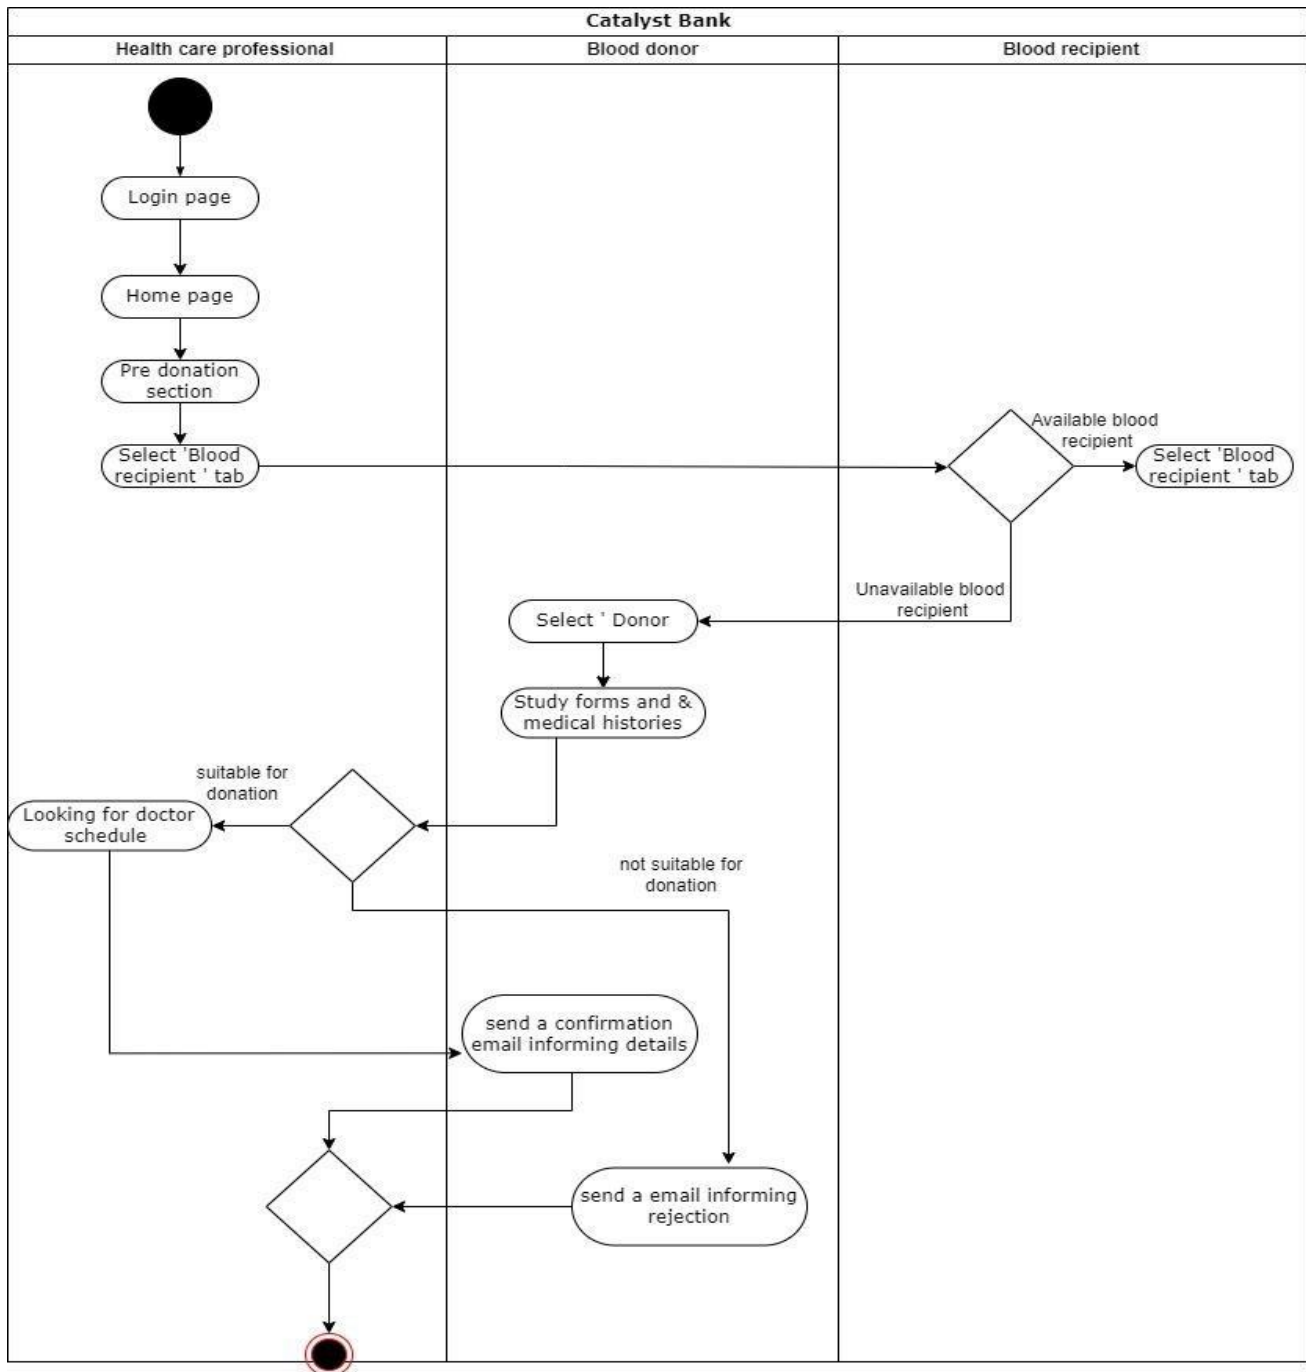 Catalyst Bank
Health care professional
Blood donor
Blood recipient
Login page
Home page
Pre donation
section
Select 'Blood
recipient ' tab
Available blood
recipient
Select 'Blood
recipient ' tab
Unavailable blood
recipient
Select ' Donor
Study forms and &
medical histories
suitable for
donation
Looking for doctor
schedule
not suitable for
donation
send a confirmation
email informing details
send a email informing
rejection